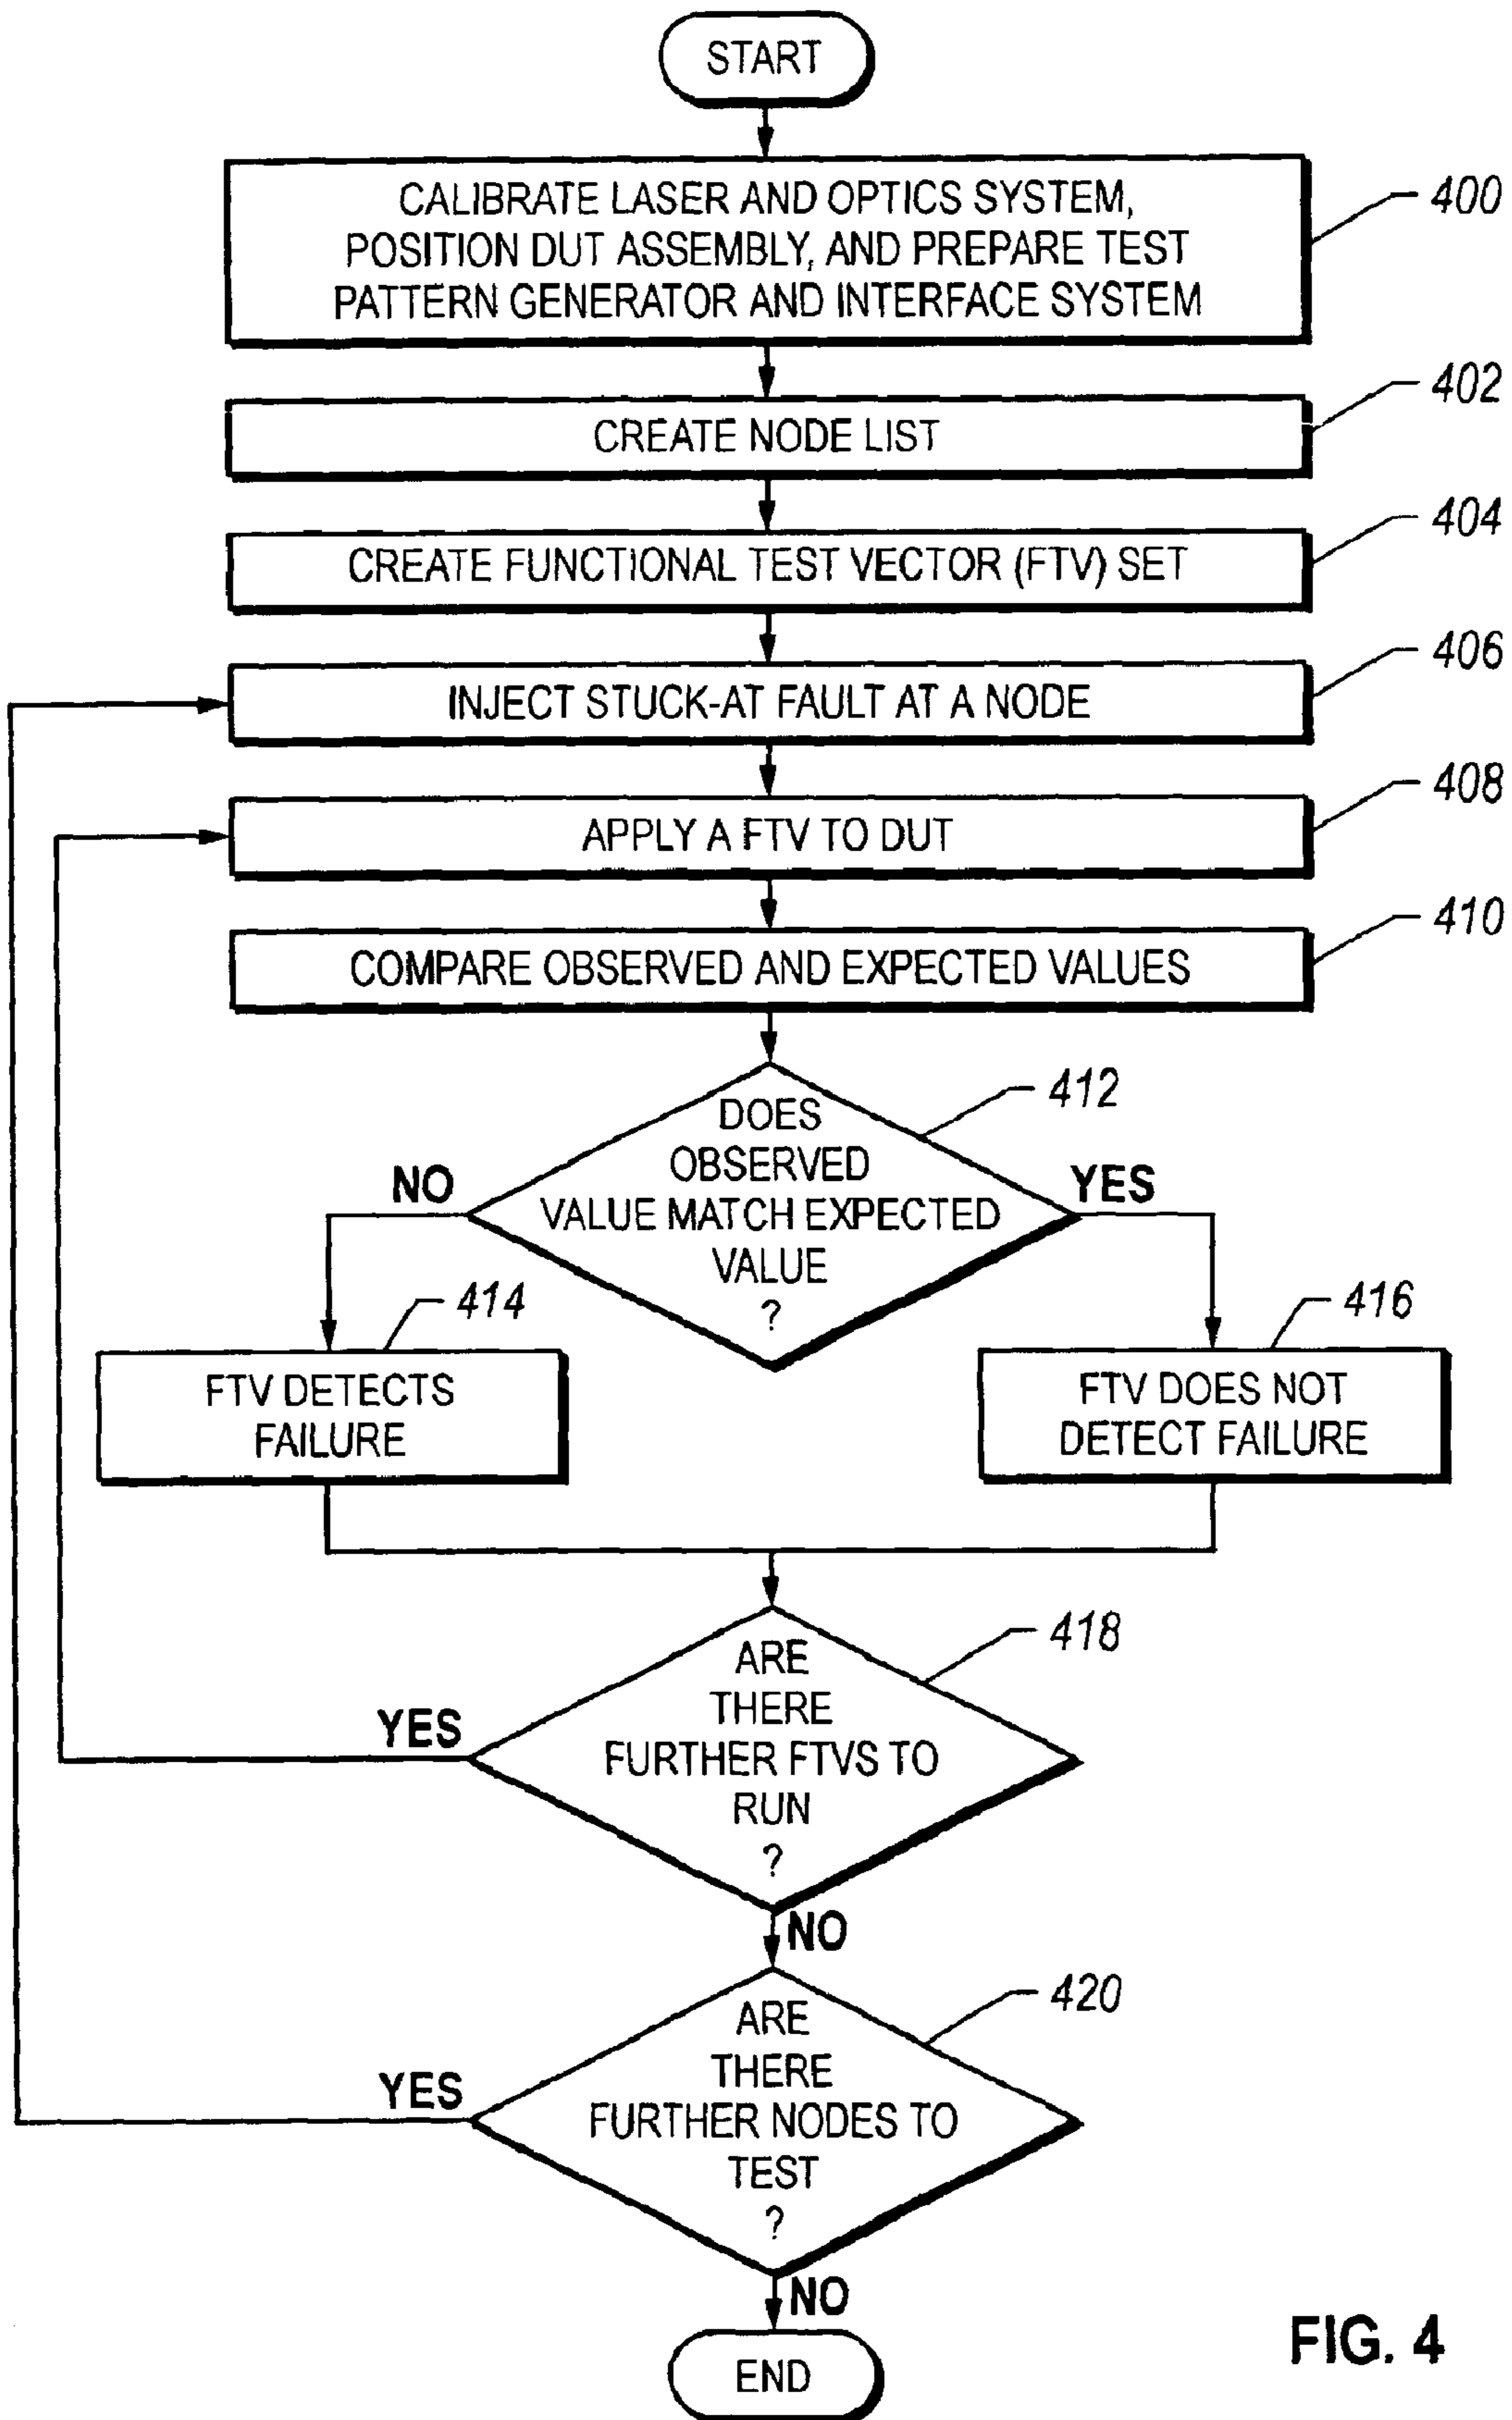 START
CALIBRATE LASER AND OPTICS SYSTEM,
POSITION DUT ASSEMBLY, AND PREPARE TEST
PATTERN GENERATOR AND INTERFACE SYSTEM
400
CREATE NODE LIST
402
CREATE FUNCTIONAL TEST VECTOR (FTV) SET
404
INJECT STUCK-AT FAULT AT A NODE
406
APPLY A FTV TO DUT
408
COMPARE OBSERVED AND EXPECTED VALUES
410
DOES
OBSERVED
VALUE MATCH EXPECTED
VALUE
?
412
NO
YES
FTV DETECTS
FAILURE
414
FTV DOES NOT
DETECT FAILURE
416
ARE
THERE
FURTHER FTVS TO
RUN
?
418
YES
NO
ARE
THERE
FURTHER NODES TO
TEST
?
420
YES
NO
END
FIG. 4